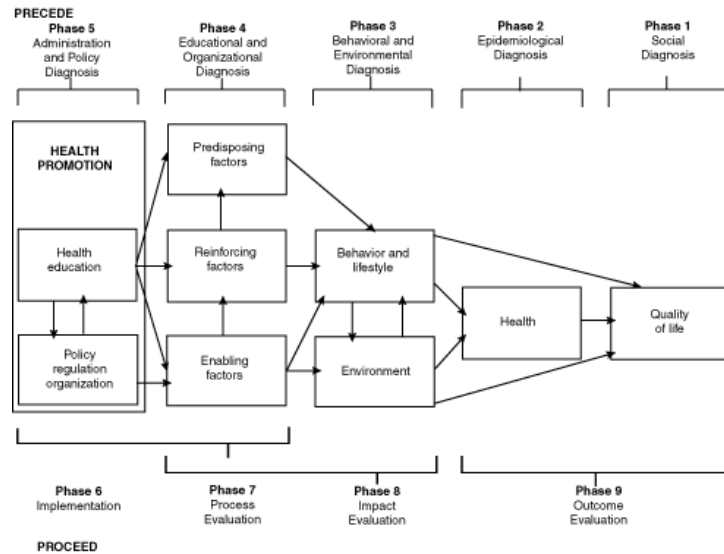 PRECEDE
Phase 5
Administration
and Policy
Diagnosis
Phase 4
Educational and
Organizational
Diagnosis
Phase 3
Behavioral and
Environmental
Diagnosis
Phase 2
Epidemiological
Diagnosis
Phase 1
Social
Diagnosis
HEALTH
PROMOTION
Predisposing
factors
Health
education
Reinforcing
factors
Behavior and
lifestyle
Health
Quality
of life
Policy
regulation
organization
Enabling
factors
Environment
Phase 6
Implementation
Phase 7
Process
Evaluation
Phase 8
Impact
Evaluation
Phase 9
Outcome
Evaluation
PROCEED